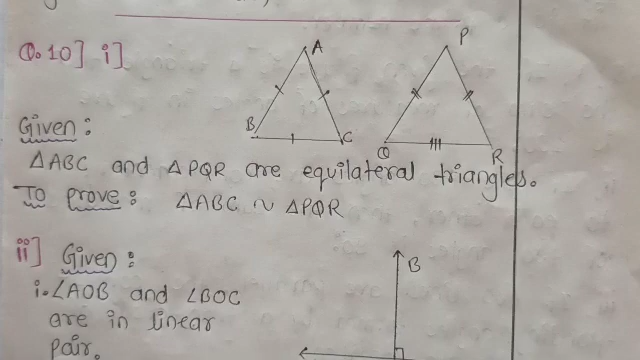 Q.10] i]
A
P
B
C
Q
R
Given:
△ABC and △PQR are equilateral triangles.
To prove: △ABC ~ △PQR
ii] Given:
B
i. ∠AOB and ∠BOC
are in linear
pair.